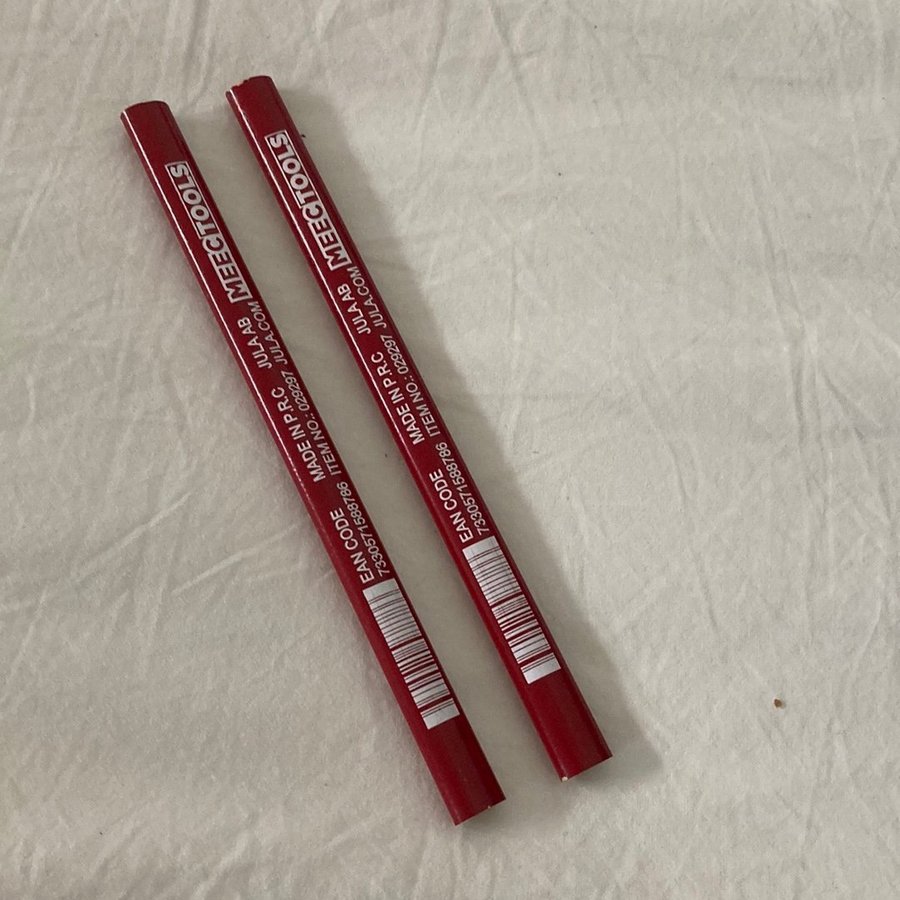 MEECTOOLS
JULA AB
JULA.COM
MADE IN P.R.C
ITEM NO.: 029297
EAN CODE
7330571588786
MEECTOOLS
JULA AB
JULA.COM
MADE IN P.R.C
ITEM NO.: 029297
EAN CODE
7330571588786